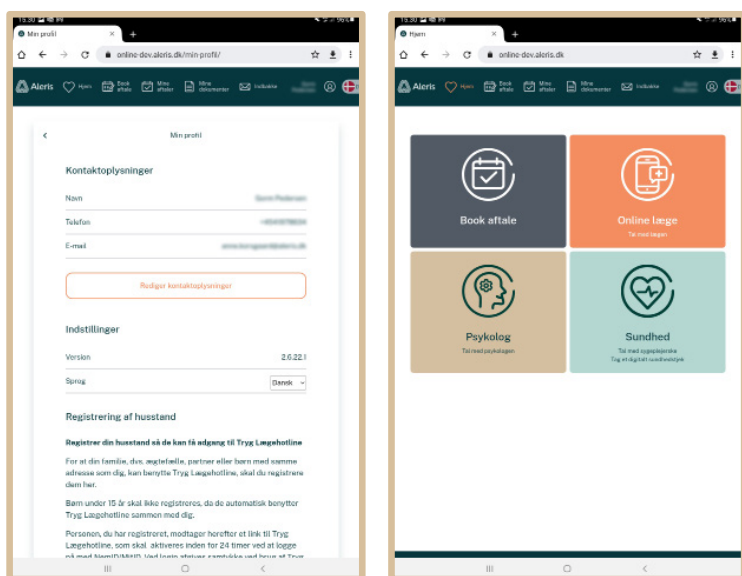 15.30
96%
Min profil
online-dev.aleris.dk/min-profil/
Aleris
Hjem
Book aftale
Mine aftaler
Mine dokumenter
Indbakke
Min profil
Kontaktoplysninger
Navn
Telefon
E-mail
Rediger kontaktoplysninger
Indstillinger
Version 2.6.22.1
Sprog Dansk
Registrering af husstand
Registrer din husstand så de kan få adgang til Tryg Lægehotline
For at din familie, dvs. ægtefælle, partner eller børn med samme
adresse som dig, kan benytte Tryg Lægehotline, skal du registrere
dem her.
Børn under 15 år skal ikke registreres, da de automatisk benytter
Tryg Lægehotline sammen med dig.
Personen, du har registreret, modtager herefter et link til Tryg
Lægehotline, som skal aktiveres inden for 24 timer ved at logge
15.30
96%
Hjem
online-dev.aleris.dk
Aleris
Hjem
Book aftale
Mine aftaler
Mine dokumenter
Indbakke
Book aftale
Online læge
Tal med lægen
Psykolog
Tal med psykologen
Sundhed
Tal med sygeplejerske
Tag et digitalt sundhedstjek